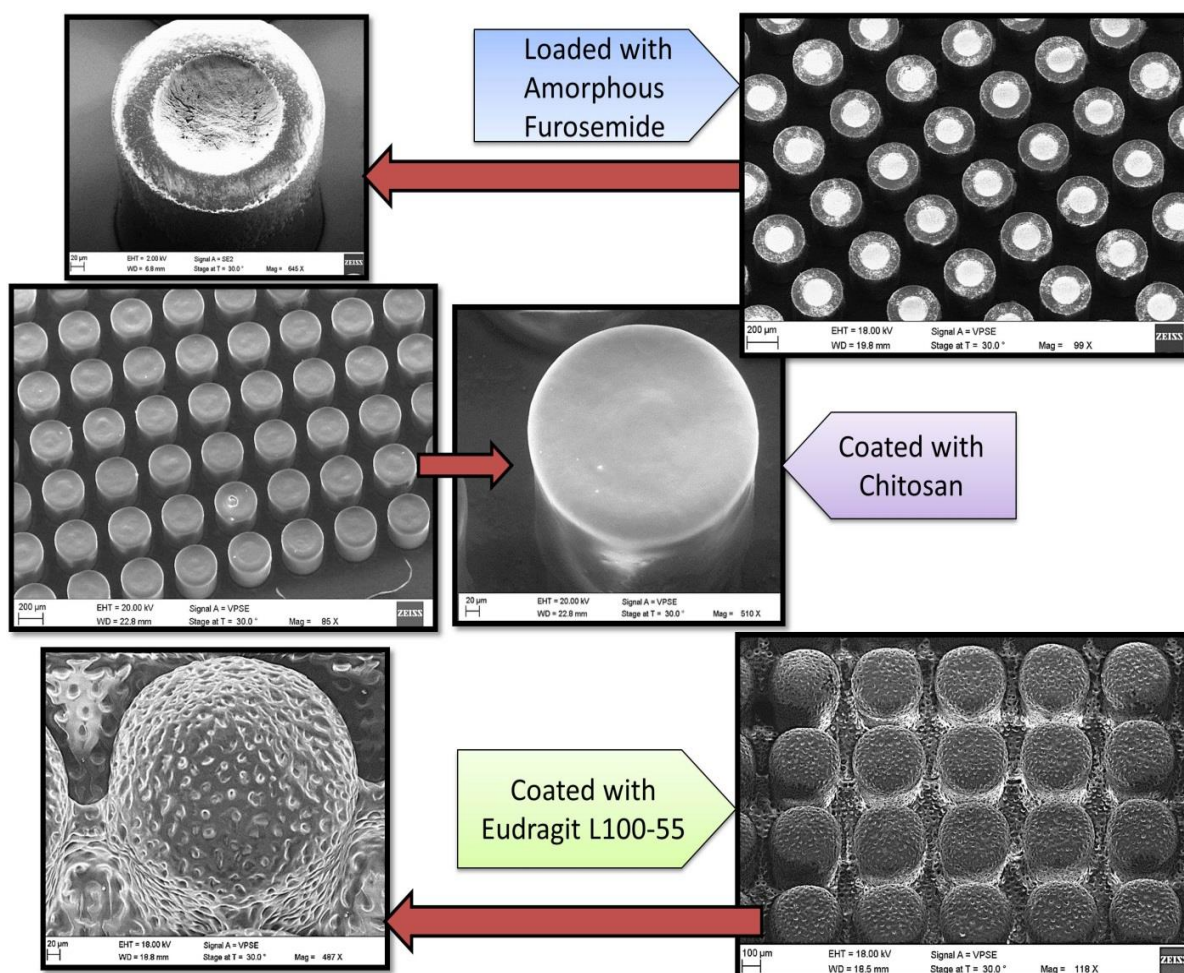 Loaded with
Amorphous
Furosemide
20 µm
EHT = 2.00 kV
Signal A = SE2
WD = 6.8 mm
Stage at T = 30.0 °
Mag = 645 X
ZEISS
200 µm
EHT = 18.00 kV
Signal A = VPSE
WD = 19.8 mm
Stage at T = 30.0 °
Mag = 99 X
ZEISS
Coated with
Chitosan
200 µm
EHT = 20.00 kV
Signal A = VPSE
WD = 22.8 mm
Stage at T = 30.0 °
Mag = 85 X
ZEISS
20 µm
EHT = 20.00 kV
Signal A = VPSE
WD = 22.8 mm
Stage at T = 30.0 °
Mag = 510 X
Coated with
Eudragit L100-55
20 µm
EHT = 18.00 kV
Signal A = VPSE
WD = 18.8 mm
Stage at T = 30.0 °
Mag = 487 X
100 µm
EHT = 18.00 kV
Signal A = VPSE
WD = 18.5 mm
Stage at T = 30.0 °
Mag = 118 X
ZEISS